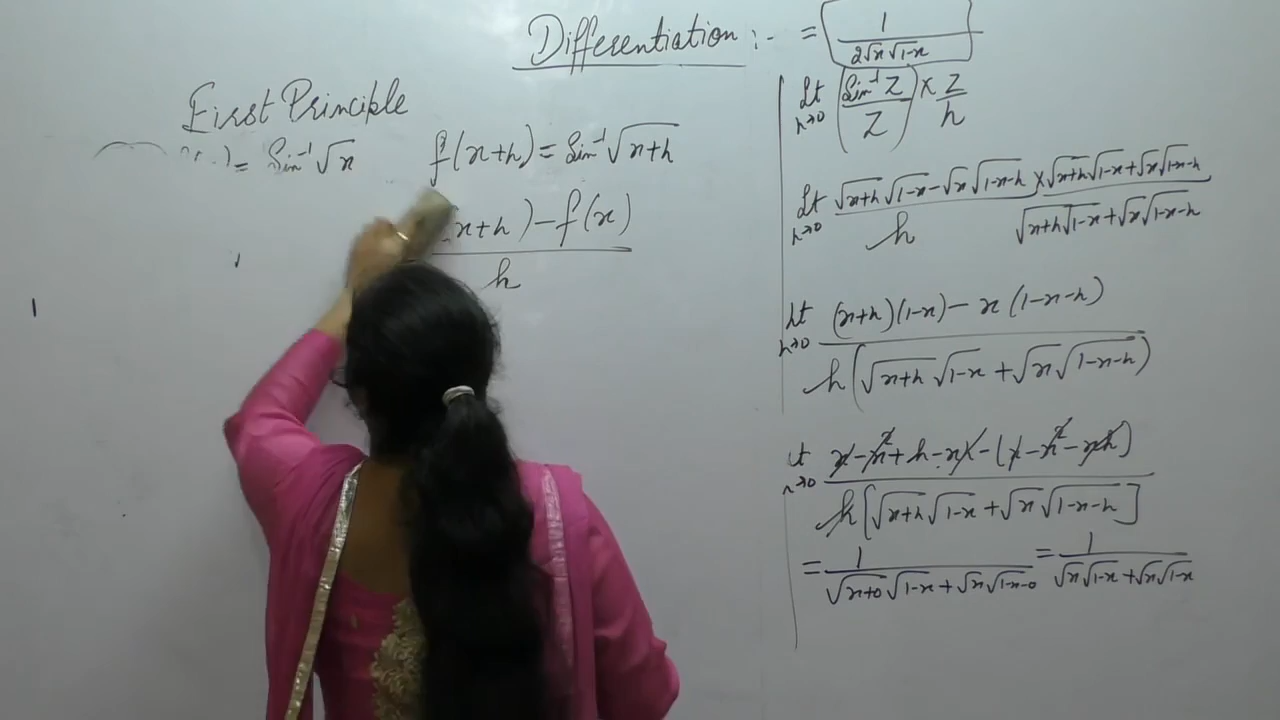 Differentiation :-
First Principle
= Sin⁻¹√x f(x+h) = Sin⁻¹√x+h
x+h) - f(x)
h
= 1/(2√x√1-x)
Lt h→0 (Sin⁻¹ Z / Z) × Z/h
Lt h→0 (√x+h √1-x - √x √1-x-h)/h × (√x+h √1-x + √x √1-x-h)/(√x+h √1-x + √x √1-x-h)
Lt h→0 ((x+h)(1-x) - x(1-x-h))/(h(√x+h √1-x + √x √1-x-h))
Lt h→0 (x - x² + h - xh - (x - x² - xh))/(h[√x+h √1-x + √x √1-x-h])
= 1/(√x+0 √1-x + √x √1-x-0) = 1/(√x √1-x + √x √1-x)